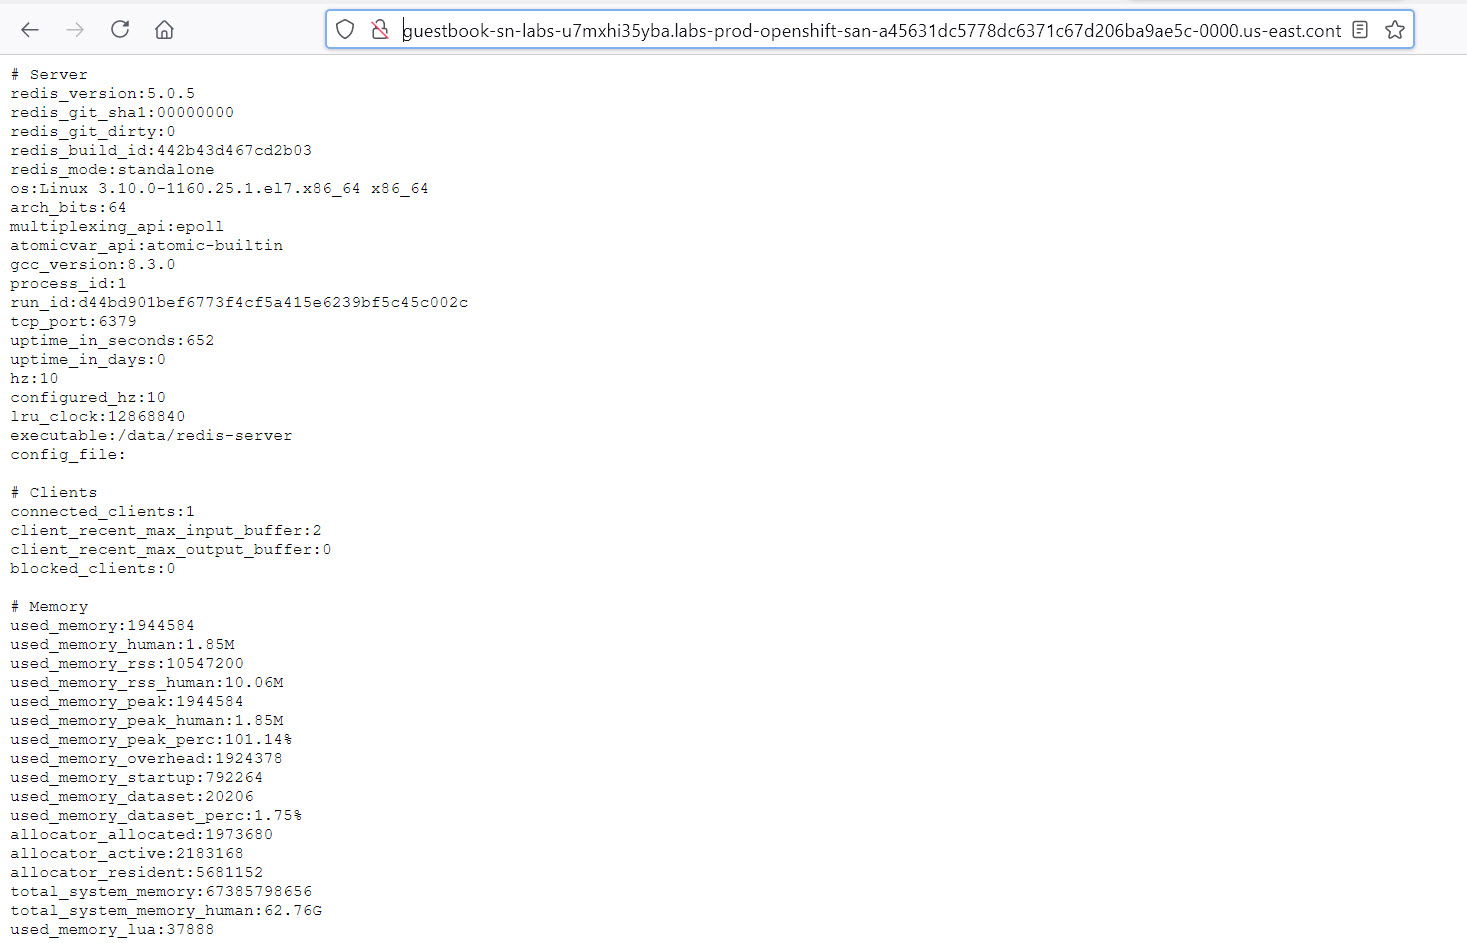 guestbook-sn-labs-u7mxhi35yba.labs-prod-openshift-san-a45631dc5778dc6371c67d206ba9ae5c-0000.us-east.cont
# Server
redis_version:5.0.5
redis_git_sha1:00000000
redis_git_dirty:0
redis_build_id:442b43d467cd2b03
redis_mode:standalone
os:Linux 3.10.0-1160.25.1.el7.x86_64 x86_64
arch_bits:64
multiplexing_api:epoll
atomicvar_api:atomic-builtin
gcc_version:8.3.0
process_id:1
run_id:d44bd901bef6773f4cf5a415e6239bf5c45c002c
tcp_port:6379
uptime_in_seconds:652
uptime_in_days:0
hz:10
configured_hz:10
lru_clock:12868840
executable:/data/redis-server
config_file:
# Clients
connected_clients:1
client_recent_max_input_buffer:2
client_recent_max_output_buffer:0
blocked_clients:0
# Memory
used_memory:1944584
used_memory_human:1.85M
used_memory_rss:10547200
used_memory_rss_human:10.06M
used_memory_peak:1944584
used_memory_peak_human:1.85M
used_memory_peak_perc:101.14%
used_memory_overhead:1924378
used_memory_startup:792264
used_memory_dataset:20206
used_memory_dataset_perc:1.75%
allocator_allocated:1973680
allocator_active:2183168
allocator_resident:5681152
total_system_memory:67385798656
total_system_memory_human:62.76G
used_memory_lua:37888